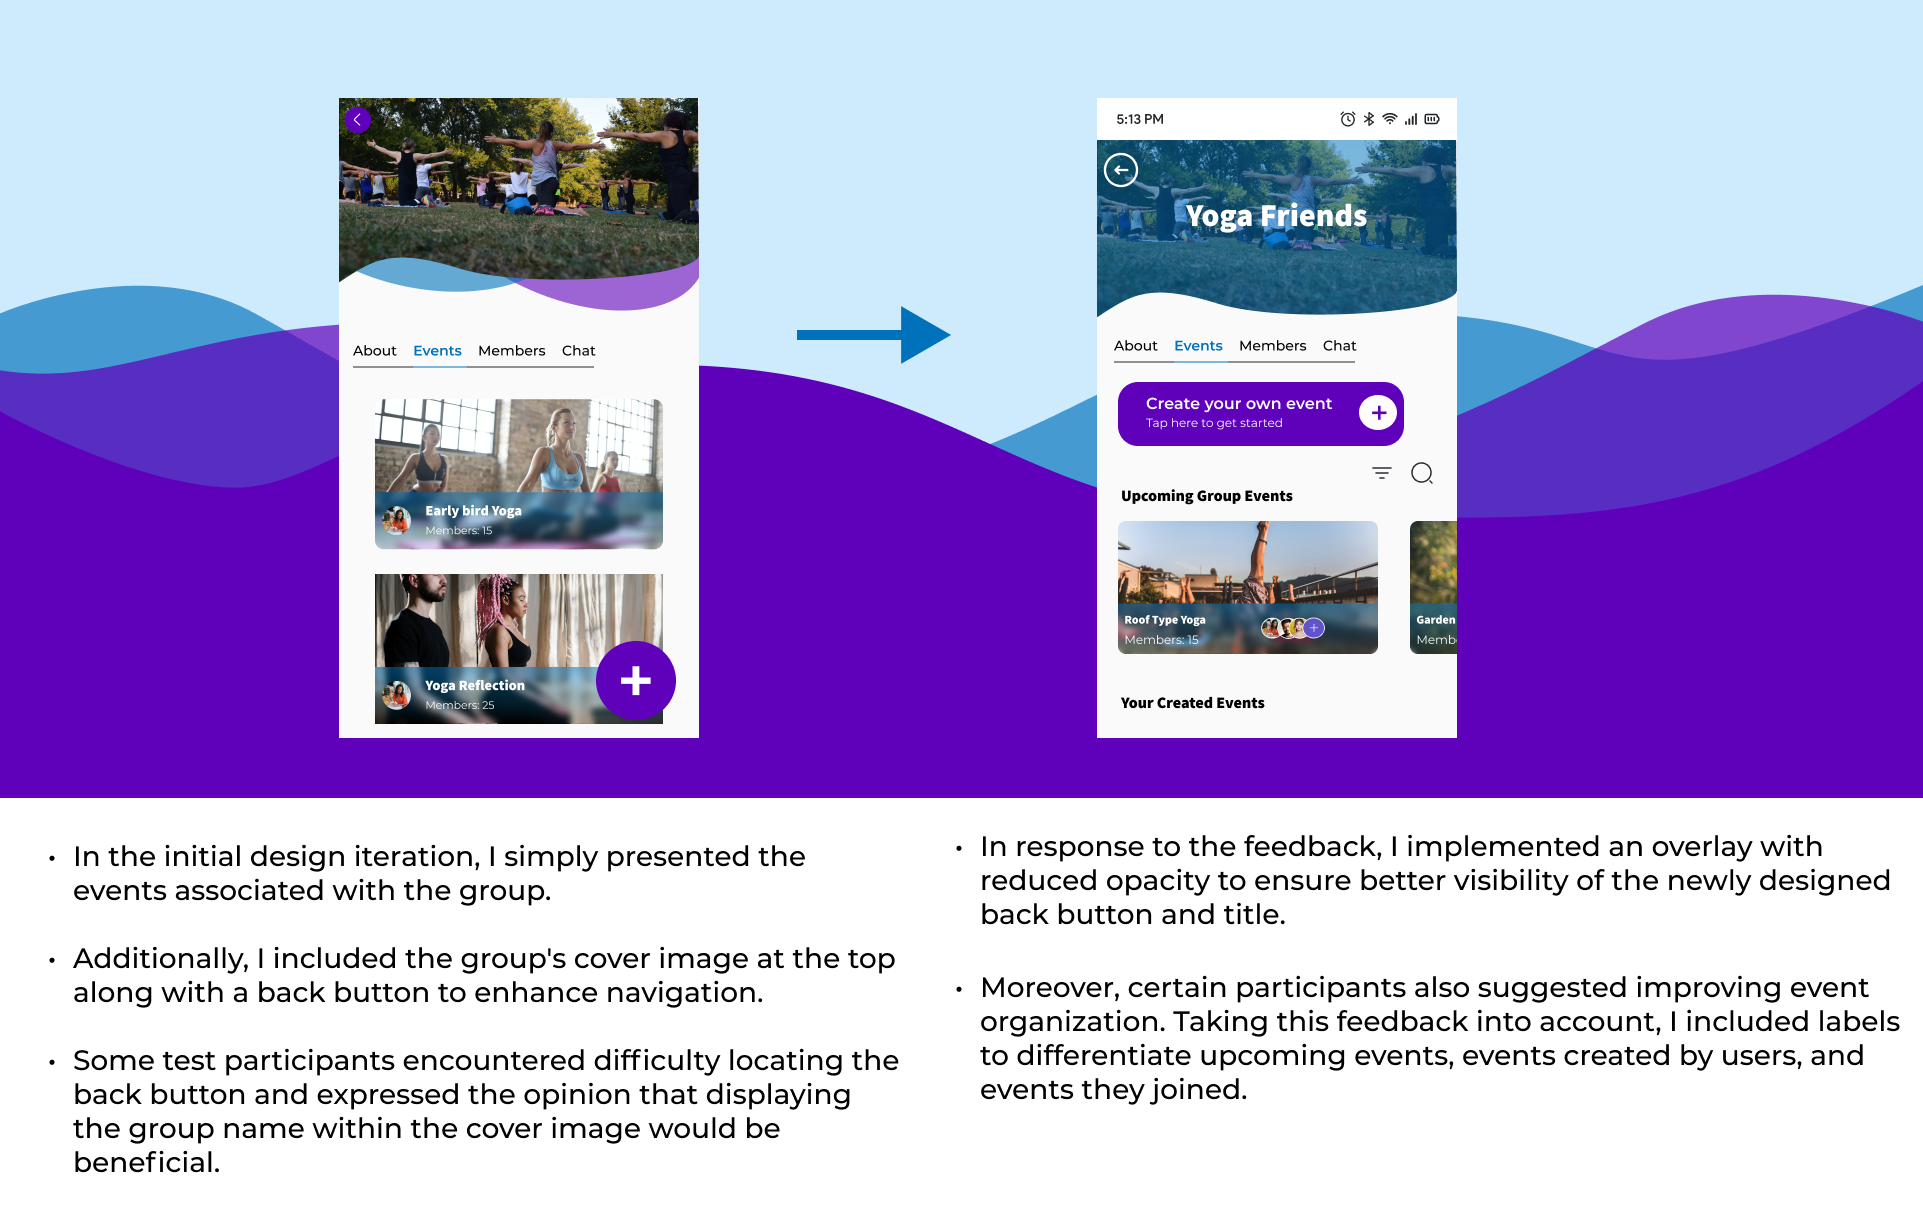 About Events Members Chat
Early bird Yoga
Members: 15
Yoga Reflection
Members: 25
5:13 PM
Yoga Friends
About Events Members Chat
Create your own event
Tap here to get started
Upcoming Group Events
Roof Type Yoga
Members: 15
Garden
Memb
Your Created Events
• In the initial design iteration, I simply presented the
events associated with the group.
• Additionally, I included the group's cover image at the top
along with a back button to enhance navigation.
• Some test participants encountered difficulty locating the
back button and expressed the opinion that displaying
the group name within the cover image would be
beneficial.
• In response to the feedback, I implemented an overlay with
reduced opacity to ensure better visibility of the newly designed
back button and title.
• Moreover, certain participants also suggested improving event
organization. Taking this feedback into account, I included labels
to differentiate upcoming events, events created by users, and
events they joined.